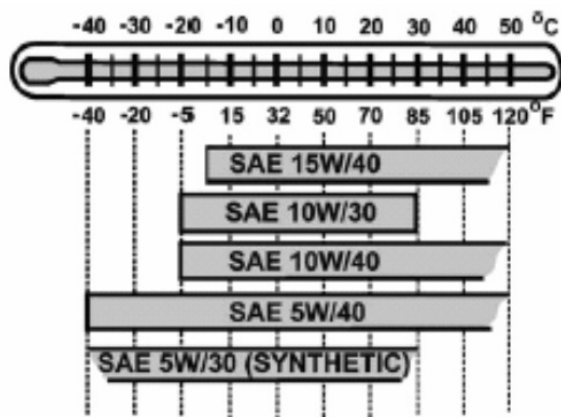 -40 -30 -20 -10 0 10 20 30 40 50 °C
-40 -20 -5 15 32 50 70 85 105 120 °F
SAE 15W/40
SAE 10W/30
SAE 10W/40
SAE 5W/40
SAE 5W/30 (SYNTHETIC)